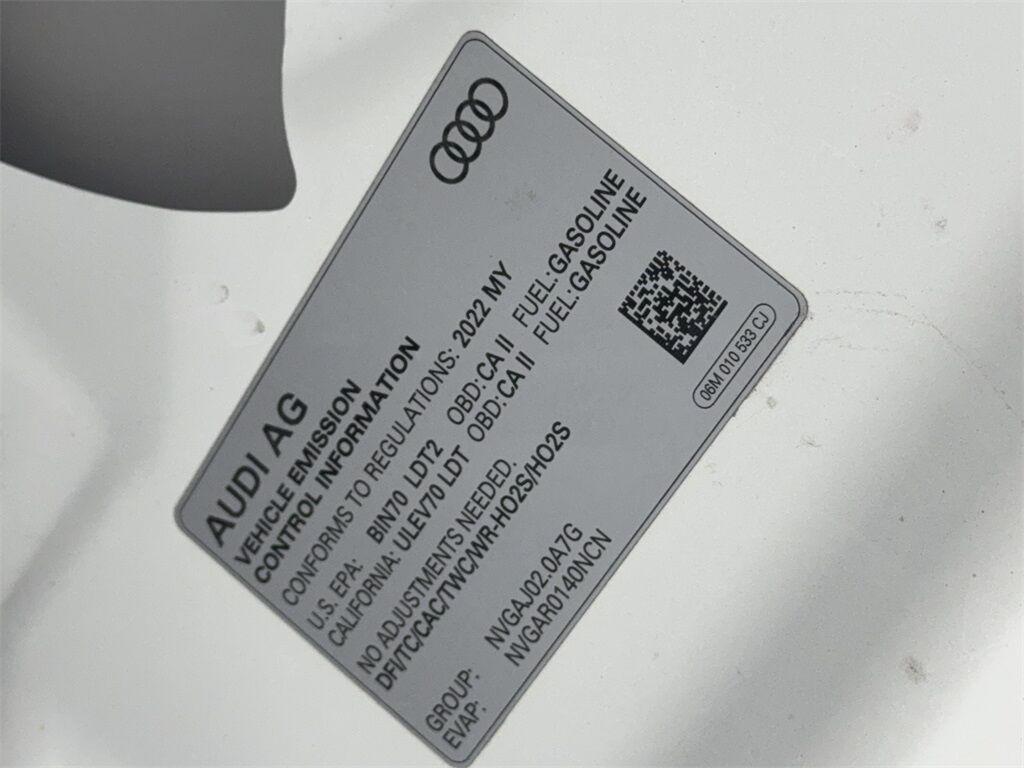 AUDI AG
VEHICLE EMISSION
CONTROL INFORMATION
CONFORMS TO REGULATIONS: 2022 MY
U.S. EPA: BIN70 LDT2 OBD: CA II FUEL: GASOLINE
CALIFORNIA: ULEV70 LDT OBD: CA II FUEL: GASOLINE
NO ADJUSTMENTS NEEDED.
DFI/TC/CAC/TWC/WR-HO2S/HO2S
GROUP: NVGAJ02.0A7G
EVAP: NVGAR0140NCN
06M 010 533 CJ